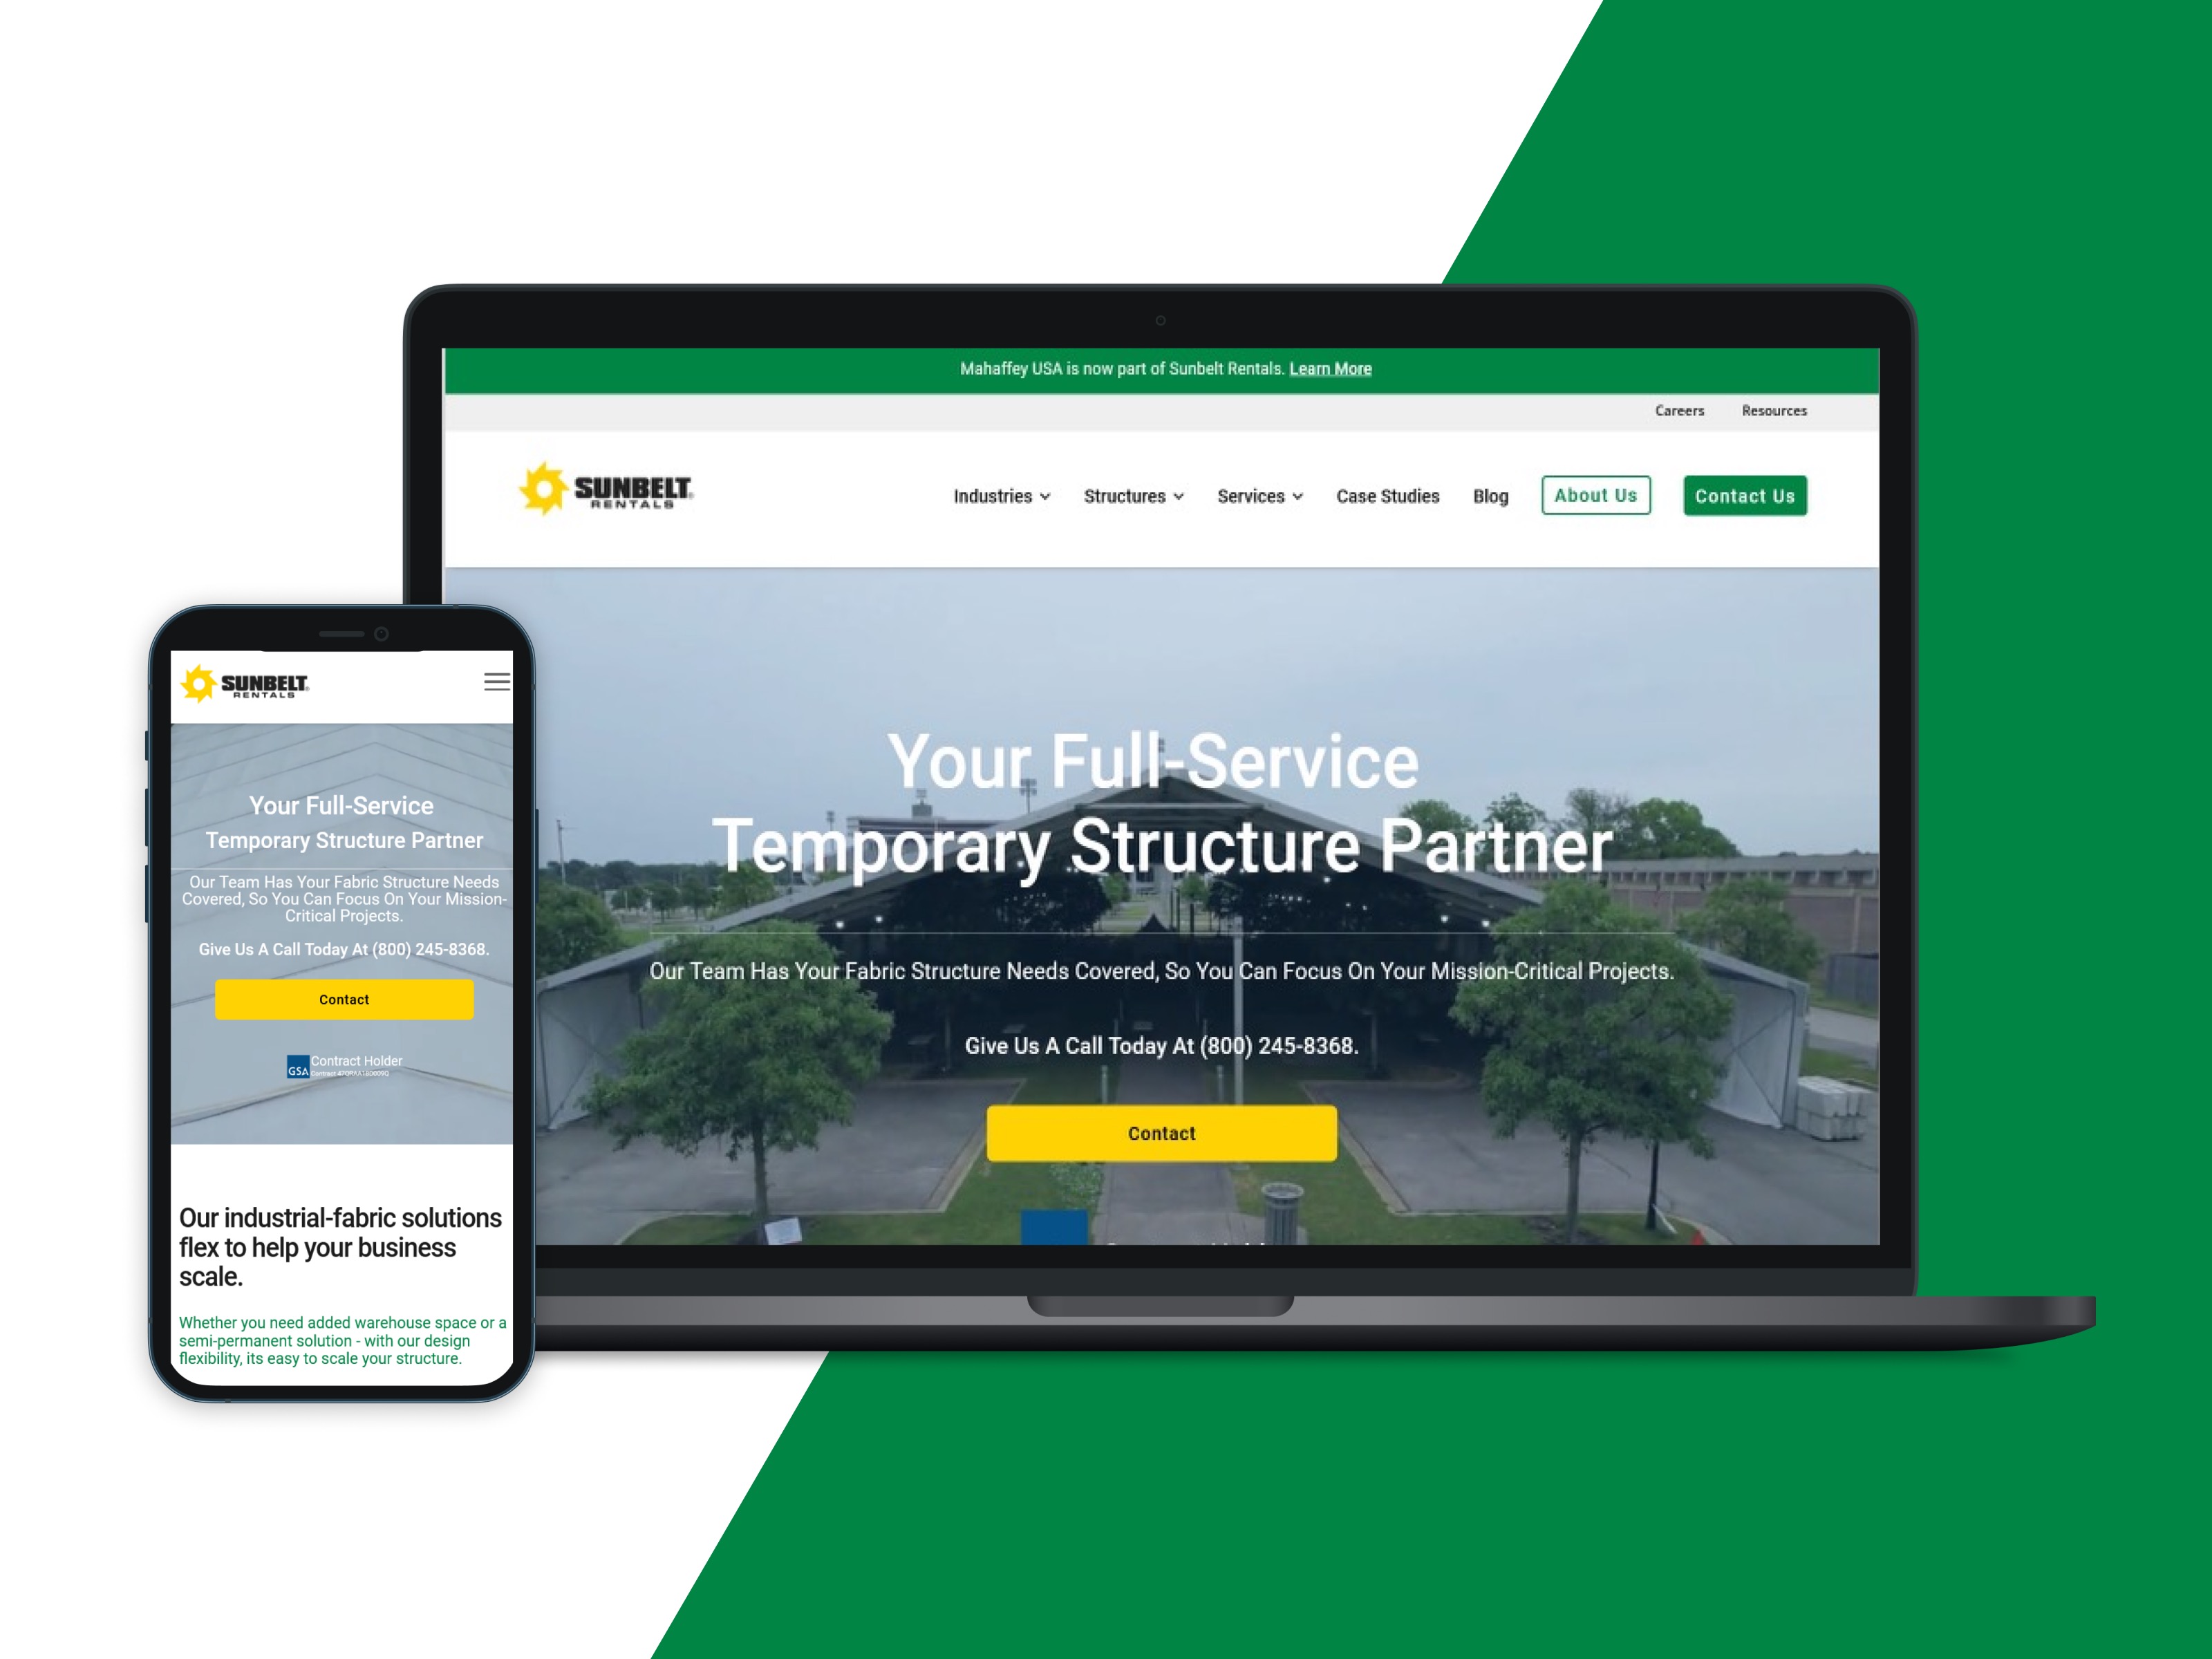 Mahaffey USA is now part of Sunbelt Rentals. Learn More
Careers Resources
SUNBELT
RENTALS
Industries Structures Services Case Studies Blog About Us Contact Us
Your Full-Service
Temporary Structure Partner
Our Team Has Your Fabric Structure Needs Covered, So You Can Focus On Your Mission-Critical Projects.
Give Us A Call Today At (800) 245-8368.
Contact
SUNBELT
RENTALS
Your Full-Service
Temporary Structure Partner
Our Team Has Your Fabric Structure Needs
Covered, So You Can Focus On Your Mission-
Critical Projects.
Give Us A Call Today At (800) 245-8368.
Contact
GSA Contract Holder
Contract
Our industrial-fabric solutions
flex to help your business
scale.
Whether you need added warehouse space or a
semi-permanent solution - with our design
flexibility, its easy to scale your structure.